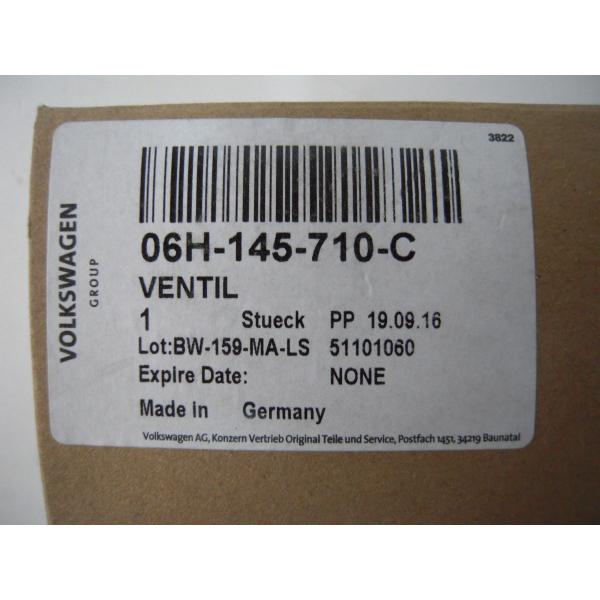 3822
VOLKSWAGEN
GROUP
06H-145-710-C
VENTIL
1 Stueck PP 19.09.16
Lot:BW-159-MA-LS 51101060
Expire Date: NONE
Made in Germany
Volkswagen AG, Konzern Vertrieb Original Teile und Service, Postfach 1451, 34219 Baunatal